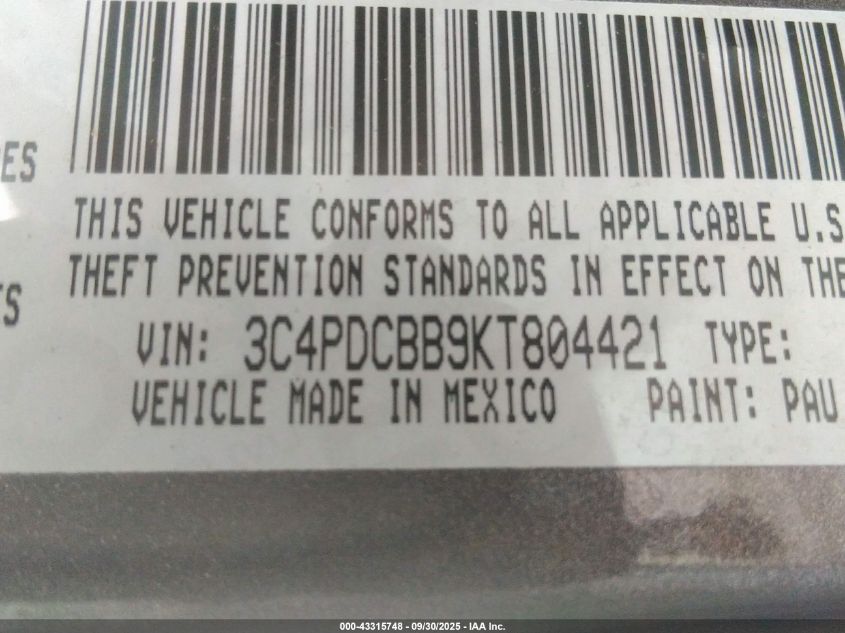 THIS VEHICLE CONFORMS TO ALL APPLICABLE U.S
THEFT PREVENTION STANDARDS IN EFFECT ON THE
VIN: 3C4PDCBB9KT804421 TYPE:
VEHICLE MADE IN MEXICO PAINT: PAU
000-43315748 - 09/30/2025 - IAA Inc.